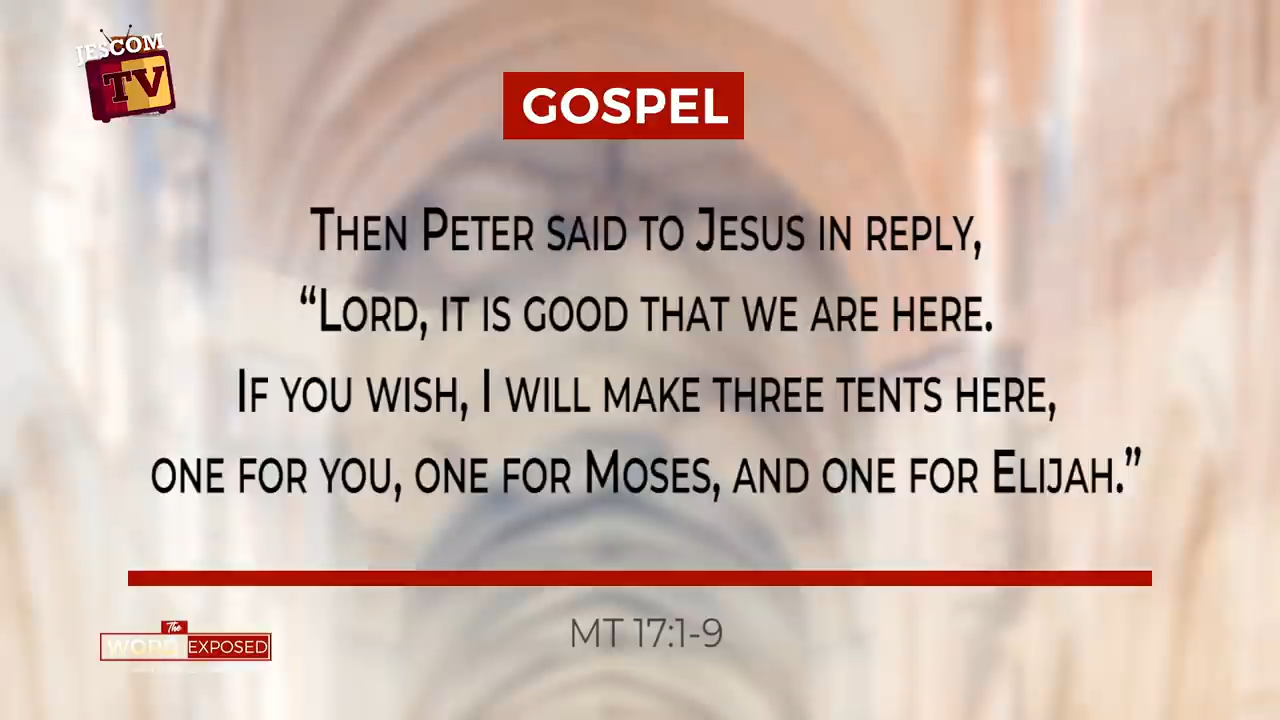 JESCOM
TV
GOSPEL
Then Peter said to Jesus in reply,
“Lord, it is good that we are here.
If you wish, I will make three tents here,
one for you, one for Moses, and one for Elijah.”
MT 17:1-9
The
WORD EXPOSED